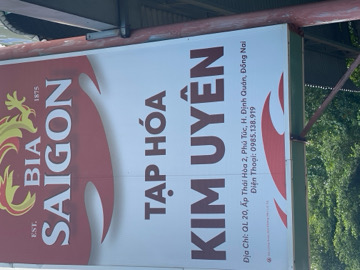 BIA
SAIGON
EST.
1875
TẠP HÓA
KIM UYÊN
Địa Chỉ: QL 20, Ấp Thái Hòa 2, Phú Túc, H. Định Quán, Đồng Nai
Điện Thoại: 0985.138.919